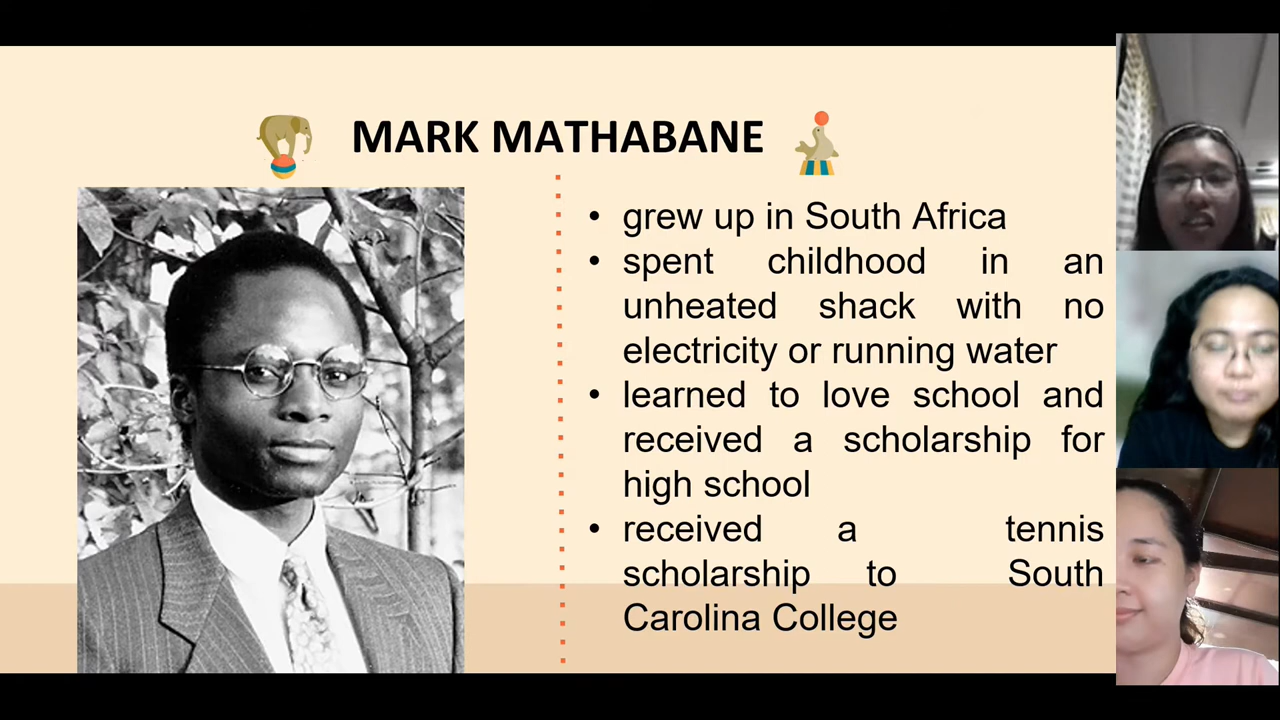 MARK MATHABANE
• grew up in South Africa
• spent childhood in an
unheated shack with no
electricity or running water
• learned to love school and
received a scholarship for
high school
• received a tennis
scholarship to South
Carolina College